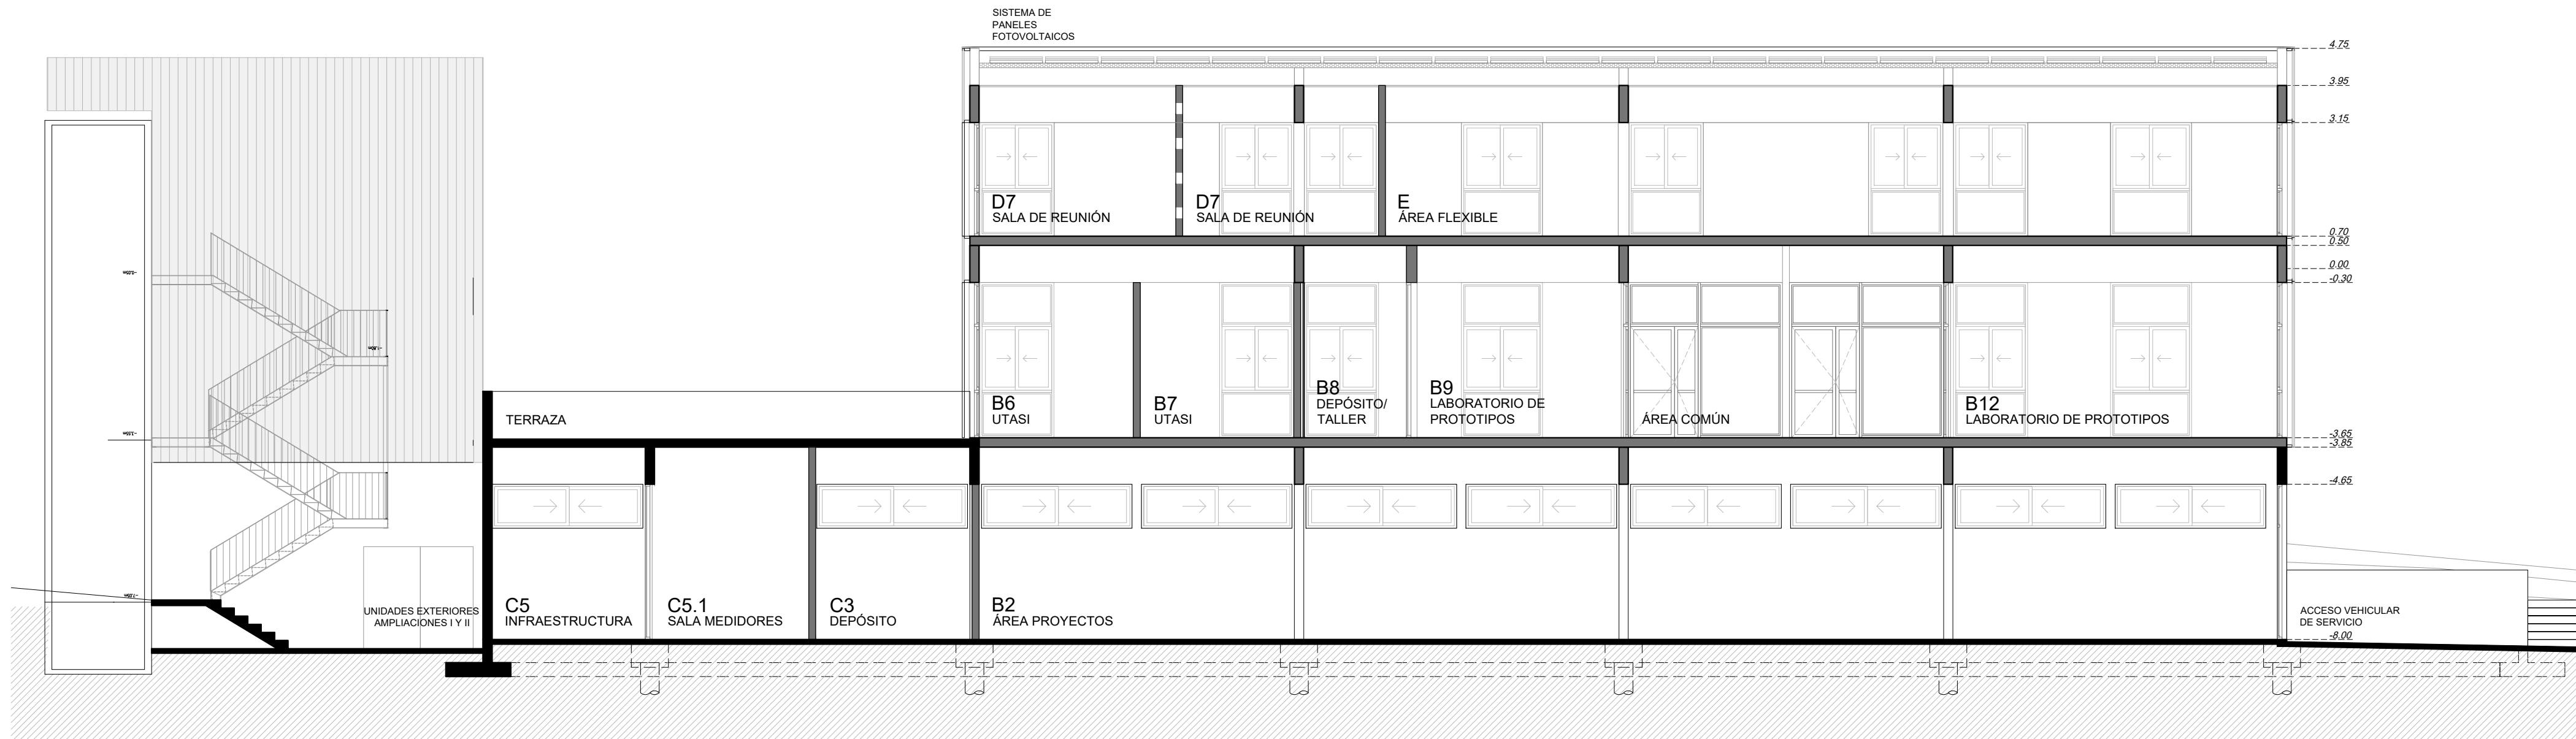 SISTEMA DE
PANELES
FOTOVOLTAICOS
4.75
3.95
3.15
D7
SALA DE REUNIÓN
D7
SALA DE REUNIÓN
E
ÁREA FLEXIBLE
0.70
0.50
0.00
-0.30
B6
UTASI
B7
UTASI
B8
DEPÓSITO/
TALLER
B9
LABORATORIO DE
PROTOTIPOS
ÁREA COMÚN
B12
LABORATORIO DE PROTOTIPOS
TERRAZA
-3.65
-3.85
-4.65
UNIDADES EXTERIORES
AMPLIACIONES I Y II
C5
INFRAESTRUCTURA
C5.1
SALA MEDIDORES
C3
DEPÓSITO
B2
ÁREA PROYECTOS
ACCESO VEHICULAR
DE SERVICIO
-8.00